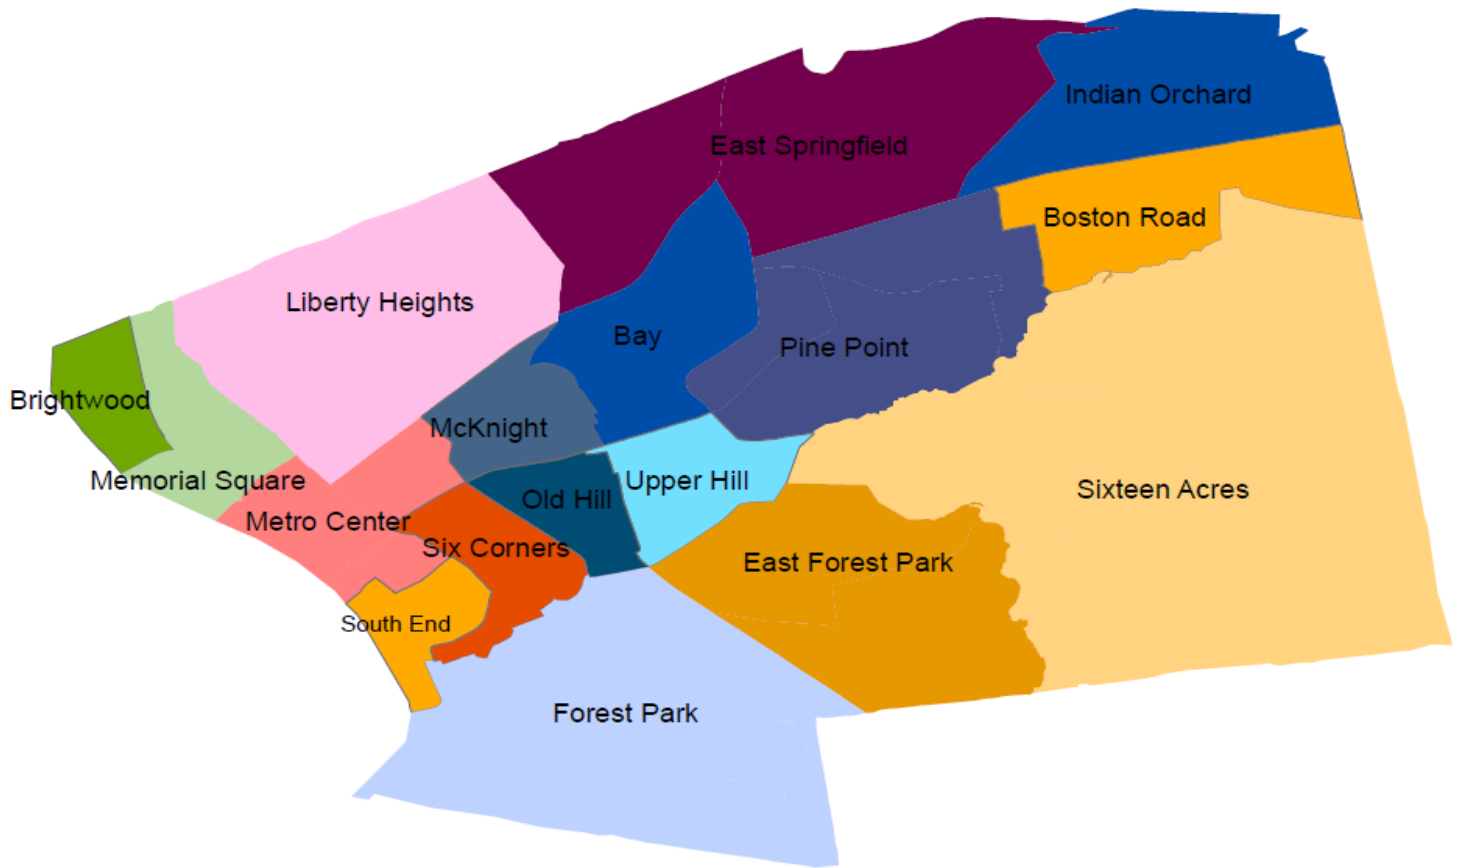 Indian Orchard
East Springfield
Boston Road
Liberty Heights
Bay
Pine Point
Brightwood
McKnight
Memorial Square
Upper Hill
Old Hill
Sixteen Acres
Metro Center
Six Corners
East Forest Park
South End
Forest Park